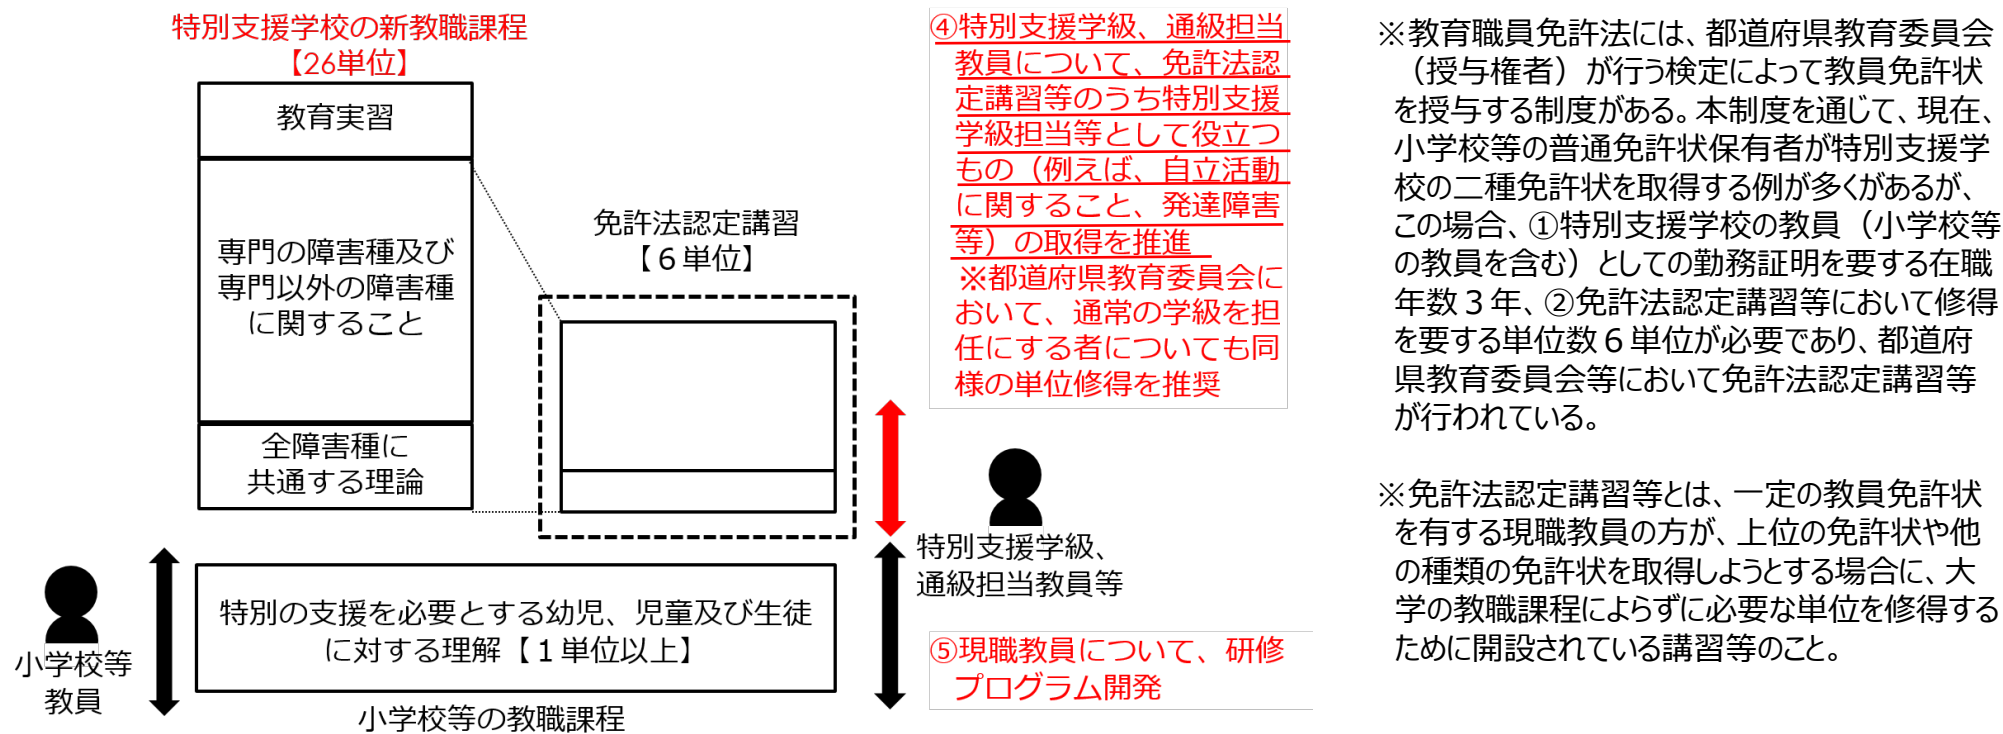 特別支援学校の新教職課程
【26単位】
教育実習
専門の障害種及び
専門以外の障害種
に関すること
全障害種に
共通する理論
免許法認定講習
【６単位】
小学校等
教員
特別の支援を必要とする幼児、児童及び生徒
に対する理解【１単位以上】
小学校等の教職課程
④特別支援学級、通級担当
教員について、免許法認
定講習等のうち特別支援
学級担当等として役立つ
もの（例えば、自立活動
に関すること、発達障害
等）の取得を推進
※都道府県教育委員会に
おいて、通常の学級を担
任にする者についても同
様の単位修得を推奨
特別支援学級、
通級担当教員等
⑤現職教員について、研修
プログラム開発
※教育職員免許法には、都道府県教育委員会
（授与権者）が行う検定によって教員免許状
を授与する制度がある。本制度を通じて、現在、
小学校等の普通免許状保有者が特別支援学
校の二種免許状を取得する例が多くがあるが、
この場合、①特別支援学校の教員（小学校等
の教員を含む）としての勤務証明を要する在職
年数３年、②免許法認定講習等において修得
を要する単位数６単位が必要であり、都道府
県教育委員会等において免許法認定講習等
が行われている。
※免許法認定講習等とは、一定の教員免許状
を有する現職教員の方が、上位の免許状や他
の種類の免許状を取得しようとする場合に、大
学の教職課程によらずに必要な単位を修得する
ために開設されている講習等のこと。